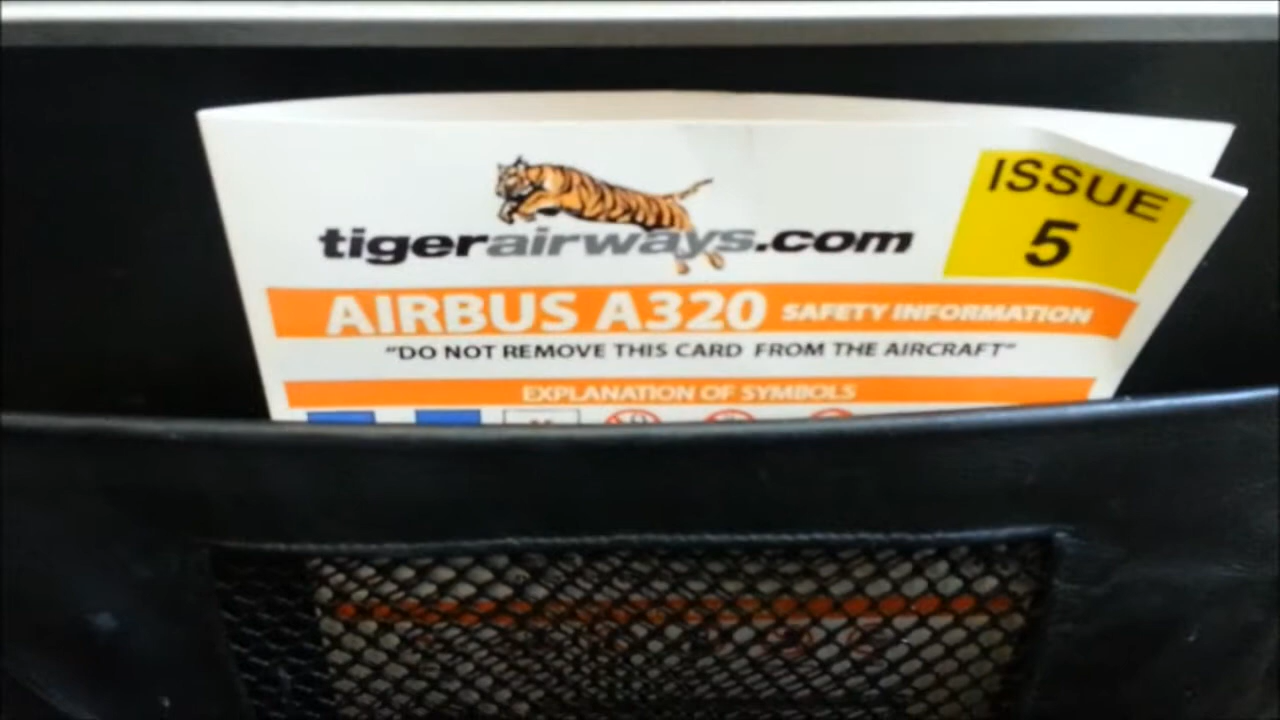 tigerairways.com
ISSUE
5
AIRBUS A320 SAFETY INFORMATION
"DO NOT REMOVE THIS CARD FROM THE AIRCRAFT"
EXPLANATION OF SYMBOLS